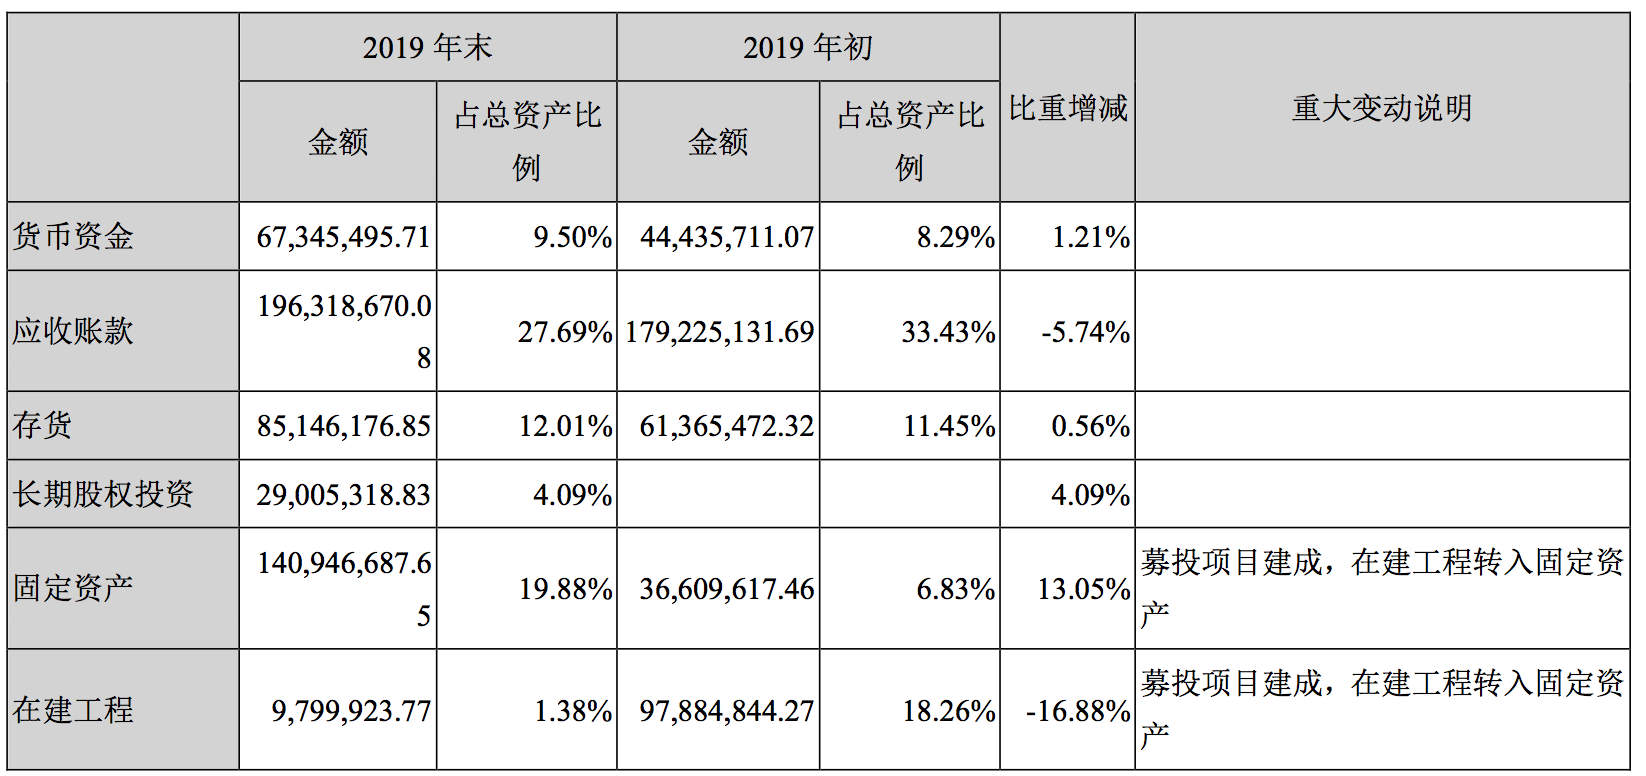 2019 年末 2019 年初
比重增减 重大变动说明
金额 占总资产比 金额 占总资产比
例 例
货币资金 67,345,495.71 9.50% 44,435,711.07 8.29% 1.21%
应收账款 196,318,670.0 27.69% 179,225,131.69 33.43% -5.74%
8
存货 85,146,176.85 12.01% 61,365,472.32 11.45% 0.56%
长期股权投资 29,005,318.83 4.09% 4.09%
固定资产 140,946,687.6 19.88% 36,609,617.46 6.83% 13.05% 募投项目建成，在建工程转入固定资
5 产
在建工程 9,799,923.77 1.38% 97,884,844.27 18.26% -16.88% 募投项目建成，在建工程转入固定资
产